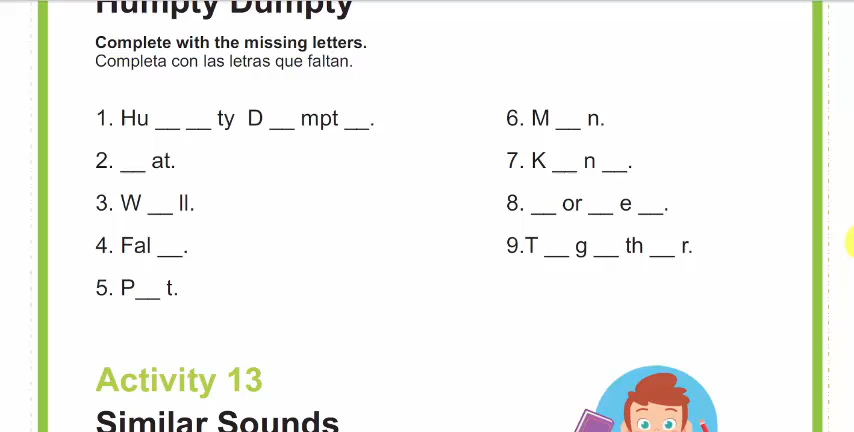 Humpty Dumpty
Complete with the missing letters.
Completa con las letras que faltan.
1. Hu __ __ ty D __ mpt __.
2. __ at.
3. W __ ll.
4. Fal __.
5. P__ t.
6. M __ n.
7. K __ n __.
8. __ or __ e __.
9.T __ g __ th __ r.
Activity 13
Similar Sounds